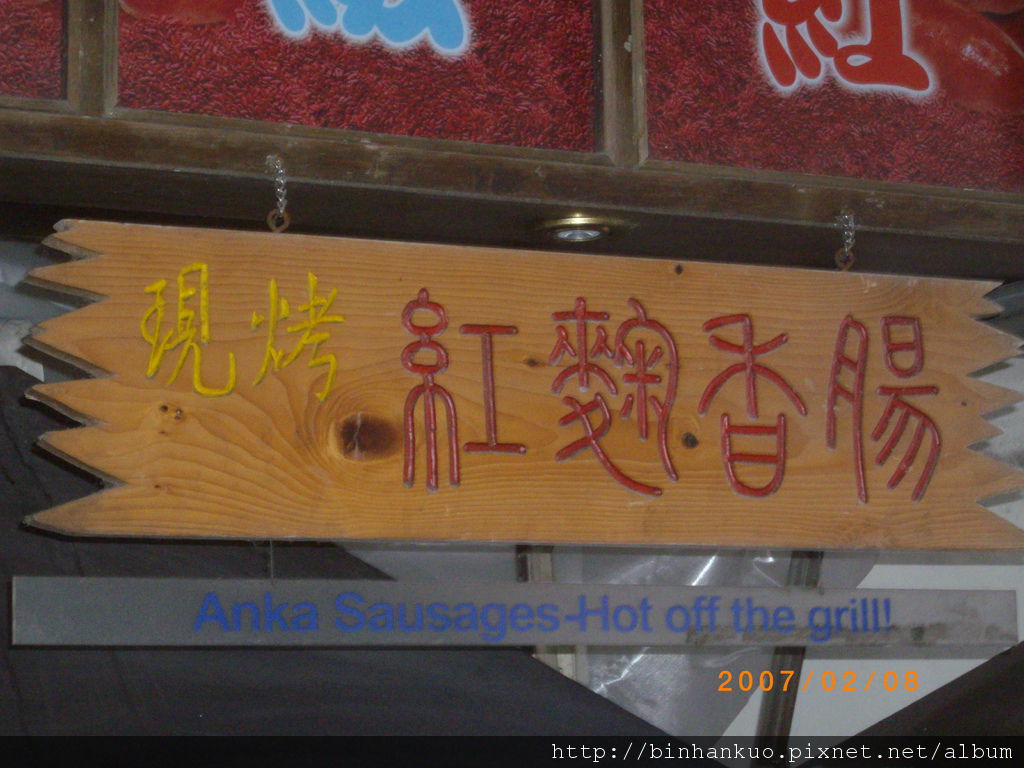 紅
現烤 紅麴香腸
Anka Sausages-Hot off the grill!
2007/02/08
http://binhankuo.pixnet.net/album